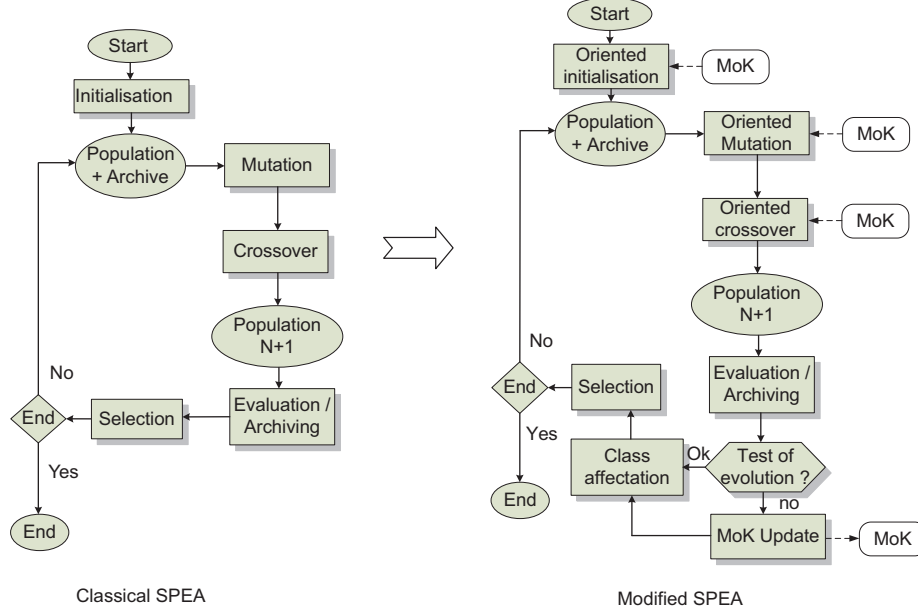 Start
Initialisation
Population
+ Archive
Mutation
Crossover
Population
N+1
Evaluation /
Archiving
Selection
End
No
Yes
End
Classical SPEA
Start
Oriented
initialisation
MoK
Population
+ Archive
Oriented
Mutation
MoK
Oriented
crossover
MoK
Population
N+1
Evaluation /
Archiving
Test of
evolution ?
Ok
no
MoK Update
MoK
Class
affectation
Selection
End
No
Yes
End
Modified SPEA